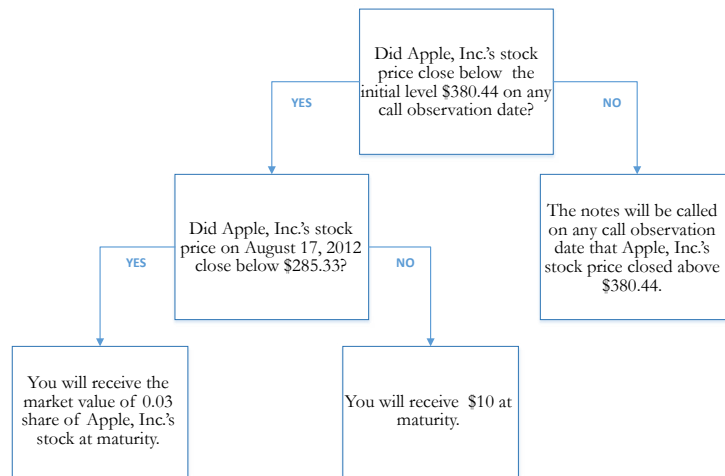 Did Apple, Inc.'s stock
price close below the
initial level $380.44 on any
call observation date?
YES
NO
Did Apple, Inc.'s stock
price on August 17, 2012
close below $285.33?
The notes will be called
on any call observation
date that Apple, Inc.'s
stock price closed above
$380.44.
YES
NO
You will receive the
market value of 0.03
share of Apple, Inc.'s
stock at maturity.
You will receive $10 at
maturity.